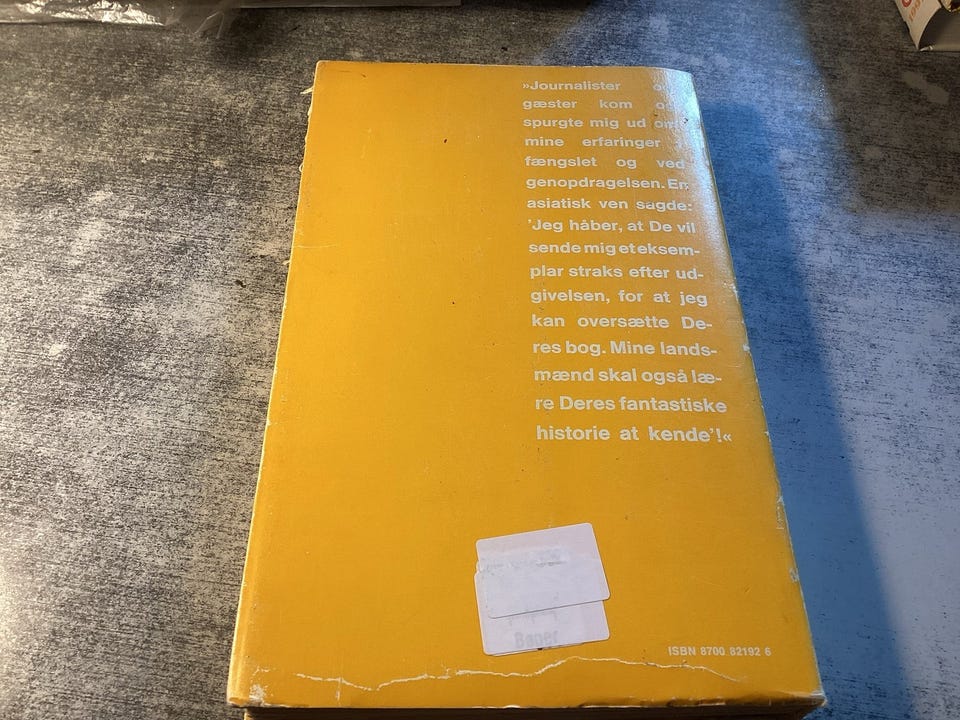 »Journalister
gæster kom
spurgte mig ud om
mine erfaringer
fængslet og ved
genopdragelsen. En
asiatisk ven sagde:
'Jeg håber, at De vil
sende mig et eksem-
plar straks efter ud-
givelsen, for at jeg
kan oversætte De-
res bog. Mine lands-
mænd skal også læ-
re Deres fantastiske
historie at kende'!«
ISBN 8700 82192 6